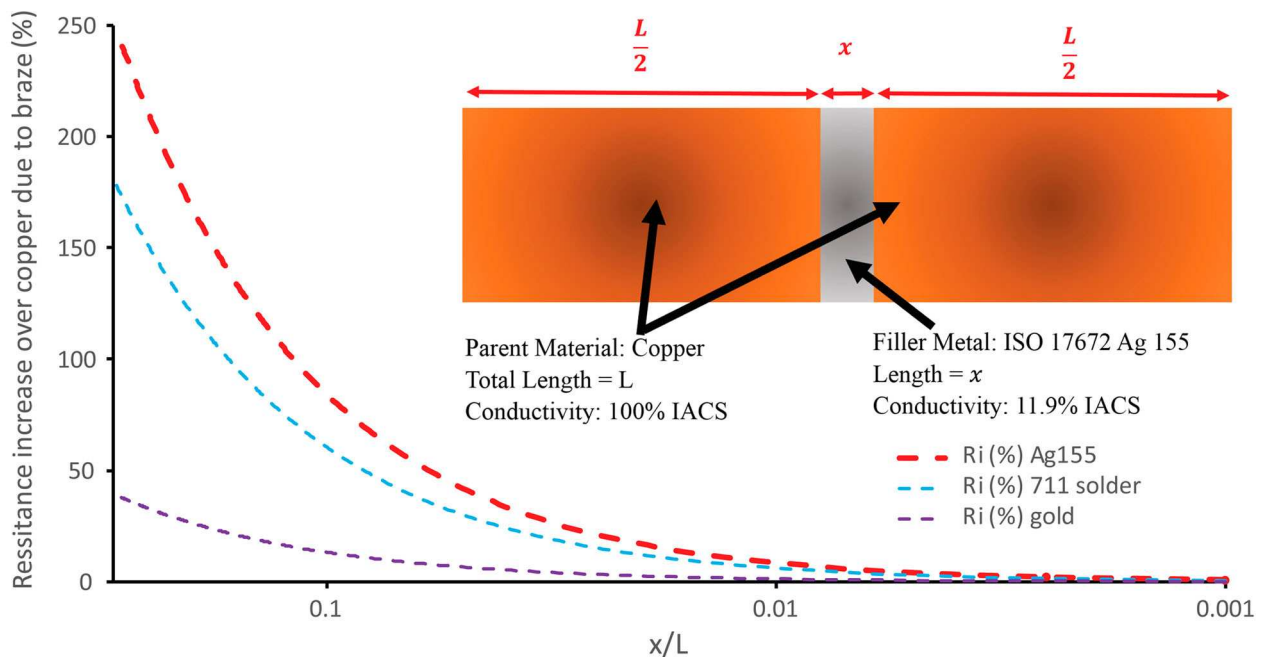 Ressitance increase over copper due to braze (%)
250
200
150
100
50
0
0.1
0.01
0.001
x/L
L
2
x
L
2
Parent Material: Copper
Total Length = L
Conductivity: 100% IACS
Filler Metal: ISO 17672 Ag 155
Length = x
Conductivity: 11.9% IACS
Ri (%) Ag155
Ri (%) 711 solder
Ri (%) gold